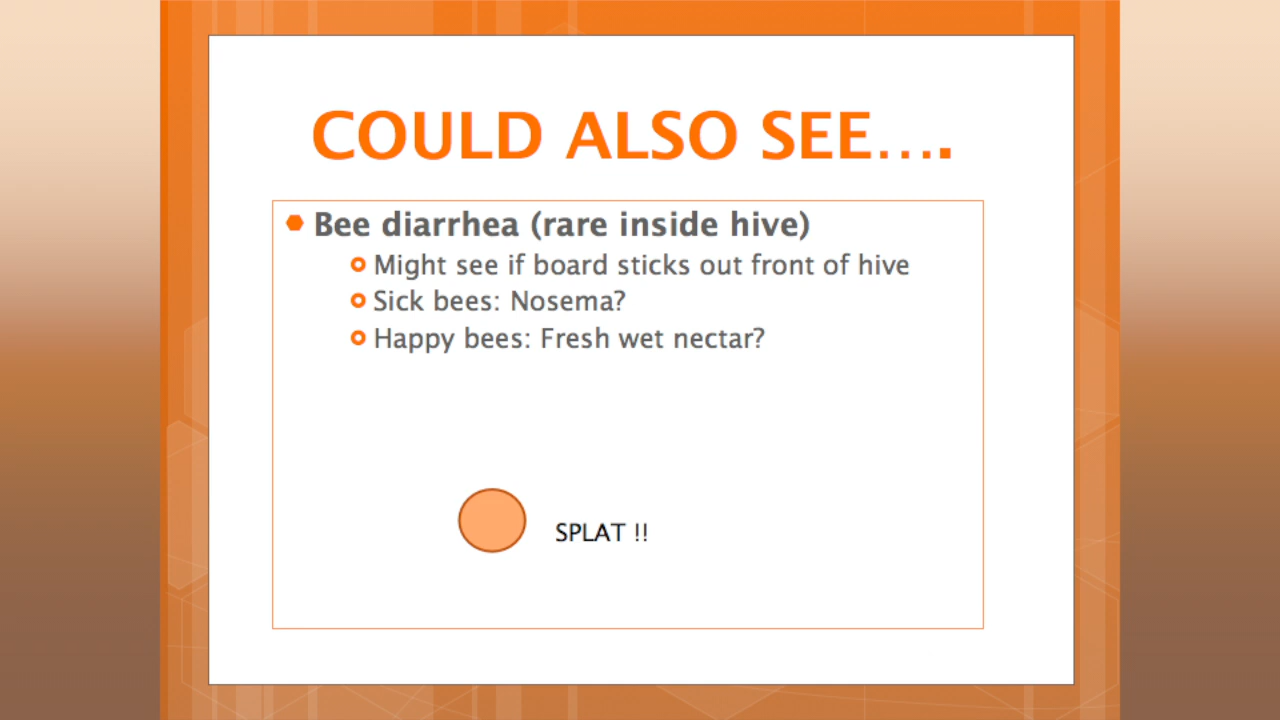 COULD ALSO SEE....
Bee diarrhea (rare inside hive)
Might see if board sticks out front of hive
Sick bees: Nosema?
Happy bees: Fresh wet nectar?
SPLAT !!